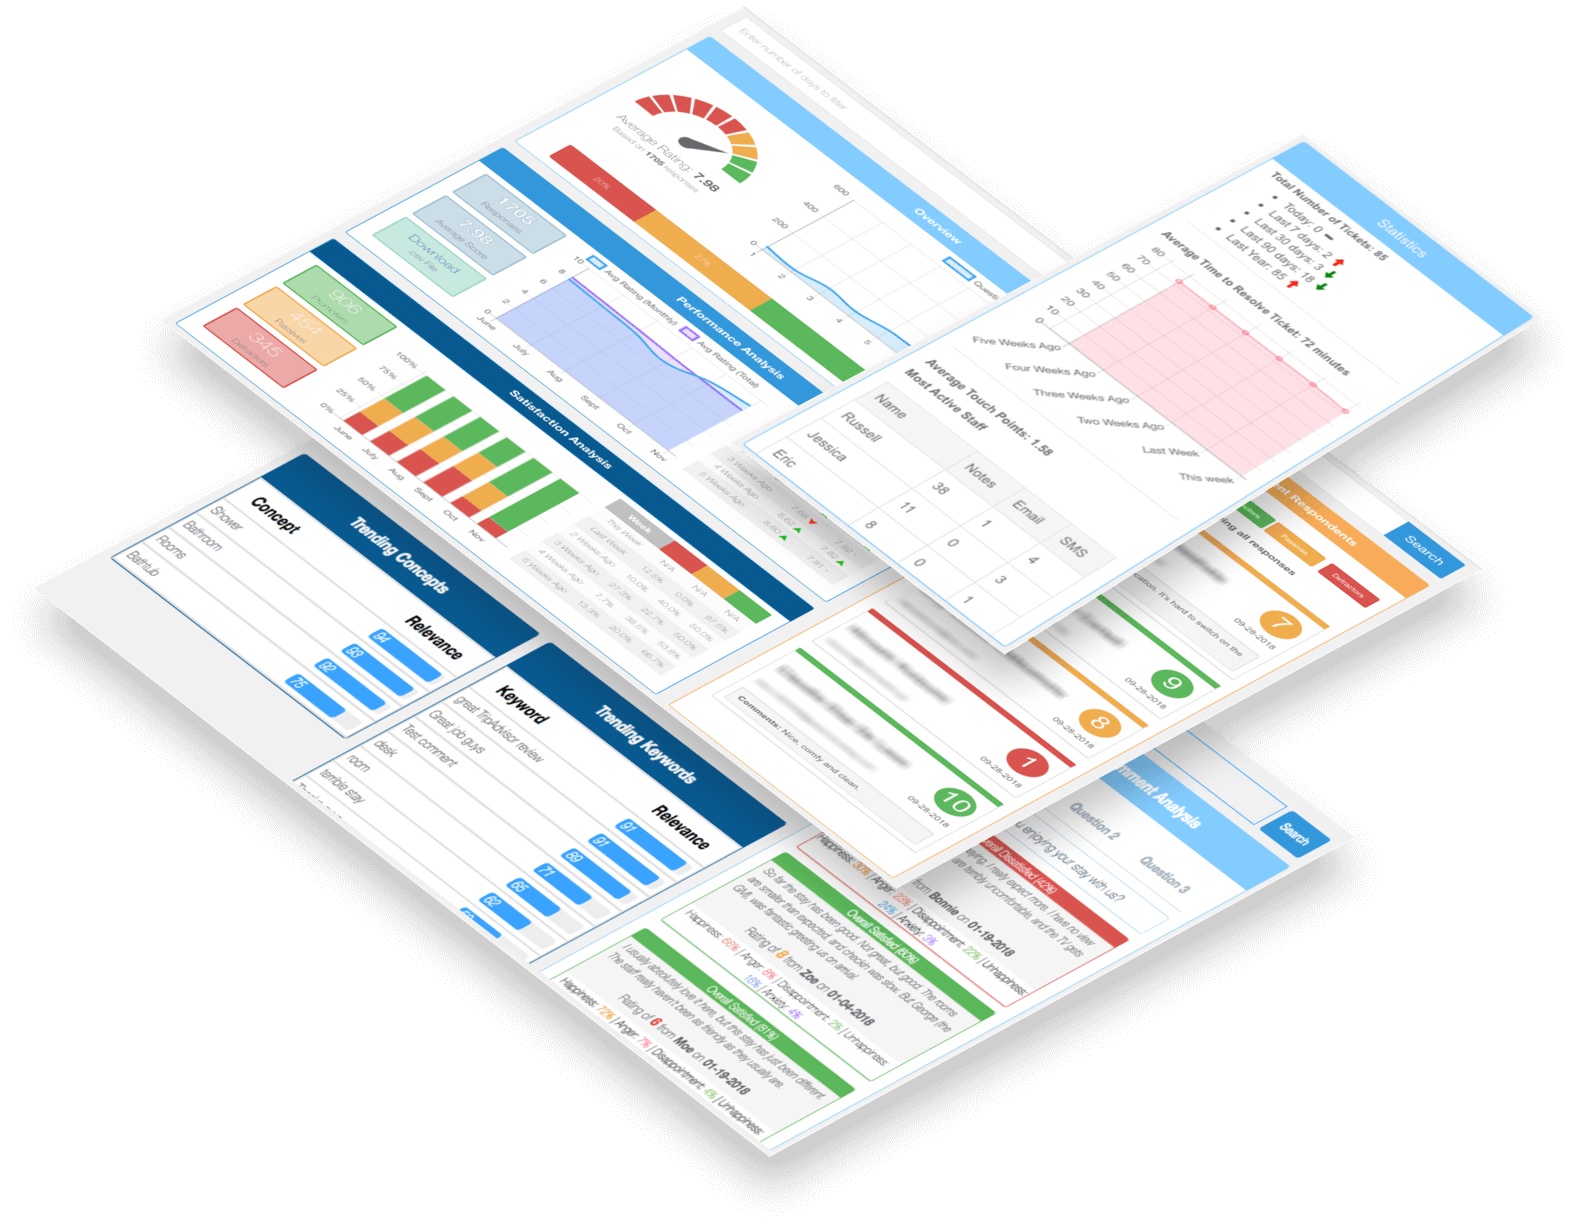 Enter number of days to filter
Overview
Average Rating: 7.98
Based on 1705 responses
20%
27%
600
400
200
0
1
2
3
4
5
Performance Analysis
1705
Responses
7.98
Average Score
Download
.csv File
Avg Rating (Monthly)
Avg Rating (Total)
10
8
6
4
2
0
June
July
Aug
Sept
Oct
Nov
3 Weeks Ago
4 Weeks Ago
5 Weeks Ago
7.68
8.62
8.60
7.82
7.92
7.81
Satisfaction Analysis
906
Promoters
454
Passives
345
Detractors
100%
75%
50%
25%
0%
June
July
Aug
Sept
Oct
Nov
Week
This Week N/A N/A N/A
Last Week 12.5% 0.0% 87.5%
2 Weeks Ago 10.0% 40.0% 50.0%
3 Weeks Ago 27.3% 22.7% 50.0%
4 Weeks Ago 7.7% 38.5% 53.8%
5 Weeks Ago 13.3% 20.0% 66.7%
Statistics
Total Number of Tickets: 85
Today: 0
Last 7 days: 2
Last 30 days: 3
Last 90 days: 18
Last Year: 85
Average Time to Resolve Ticket: 72 minutes
80
70
60
50
40
30
20
10
0
Five Weeks Ago
Four Weeks Ago
Three Weeks Ago
Two Weeks Ago
Last Week
This week
Average Touch Points: 1.58
Most Active Staff
Name Notes Email SMS
Russell 38 1 4
Jessica 11 0 3
Eric 8 0 1
Search
Respondents
Passives
Detractors
all responses
7
09-28-2018
It's hard to switch on the
9
09-28-2018
8
09-28-2018
1
09-28-2018
10
09-28-2018
Comments: Nice, comfy and clean.
Trending Concepts
Concept Relevance
Shower 94
Bathroom 93
Rooms 92
Bathtub 75
Trending Keywords
Keyword Relevance
great TripAdvisor review 91
Great job guys 91
Test comment 89
desk 71
room 65
terrible stay 62
Search
Analysis
Question 2
Question 3
enjoying your stay with us?
Dissatisfied (42%)
I really expect more. I have no view
are terribly uncomfortable, and the TV gets
from Bonnie on 01-19-2018
Happiness: 30% | Anger: 23% | Disappointment: 22% | Unhappiness:
24% | Anxiety: 3%
Overall Satisfied (60%)
So far the stay has been good. Not great, but good. The rooms
are smaller than expected, and checkin was slow. But George (the
GM), was fantastic greeting us on arrival.
Rating of 8 from Zoe on 01-04-2018
Happiness: 66% | Anger: 8% | Disappointment: 7% | Unhappiness:
16% | Anxiety: 4%
Overall Satisfied (81%)
I usually absolutely love it here, but this stay has just been different.
The staff really haven't been as friendly as they usually are.
Rating of 6 from Moe on 01-19-2018
Happiness: 72% | Anger: 7% | Disappointment: 4% | Unhappiness: